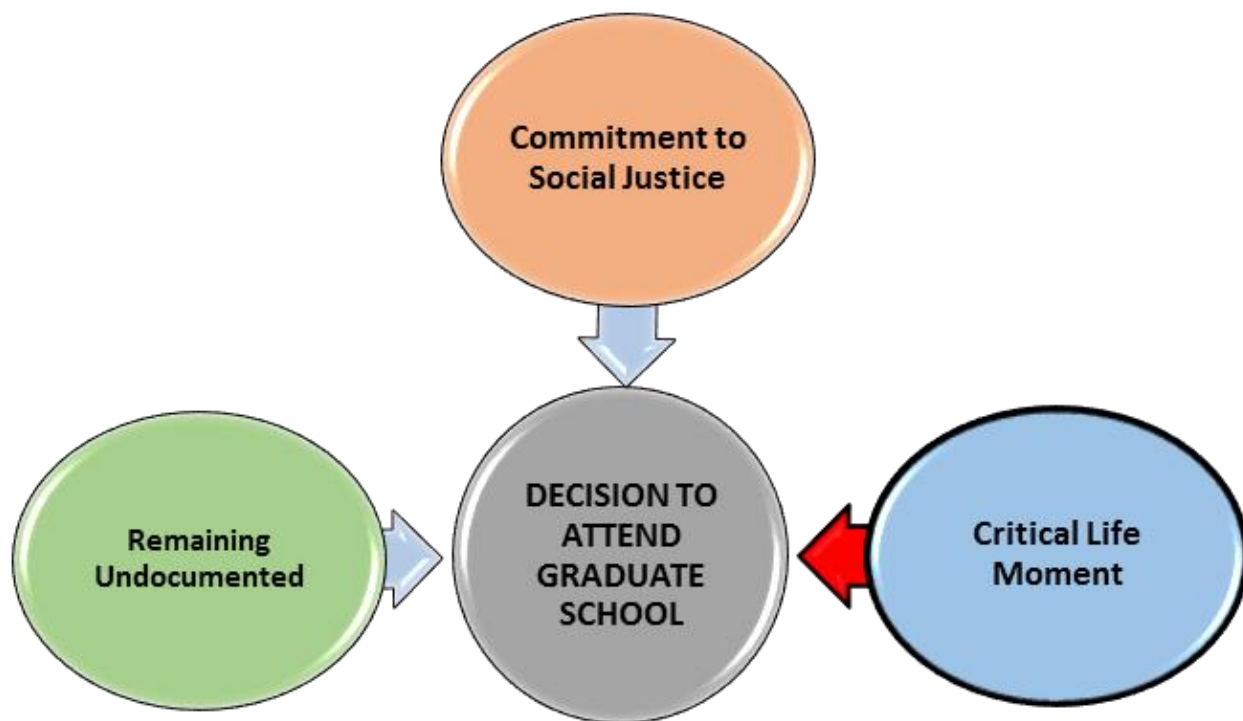 Commitment to
Social Justice
Remaining
Undocumented
DECISION TO
ATTEND
GRADUATE
SCHOOL
Critical Life
Moment